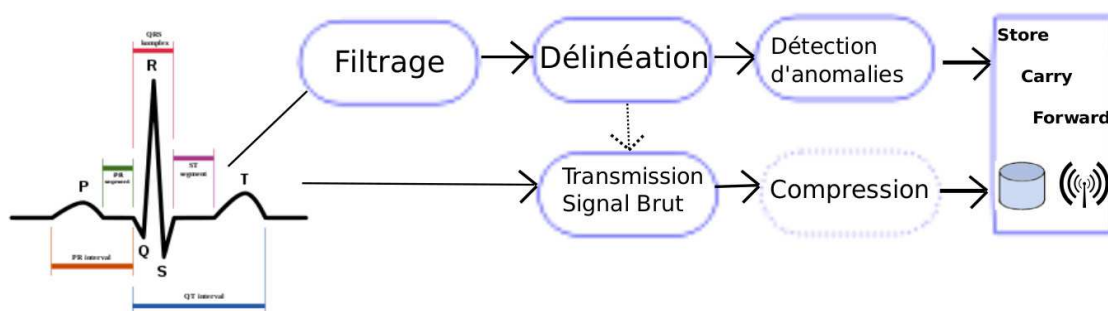 QRS
komplex
R
P
PR
segment
ST
segment
T
Q
S
PR interval
QT interval
Filtrage
Délinéation
Détection
d'anomalies
Transmission
Signal Brut
Compression
Store
Carry
Forward